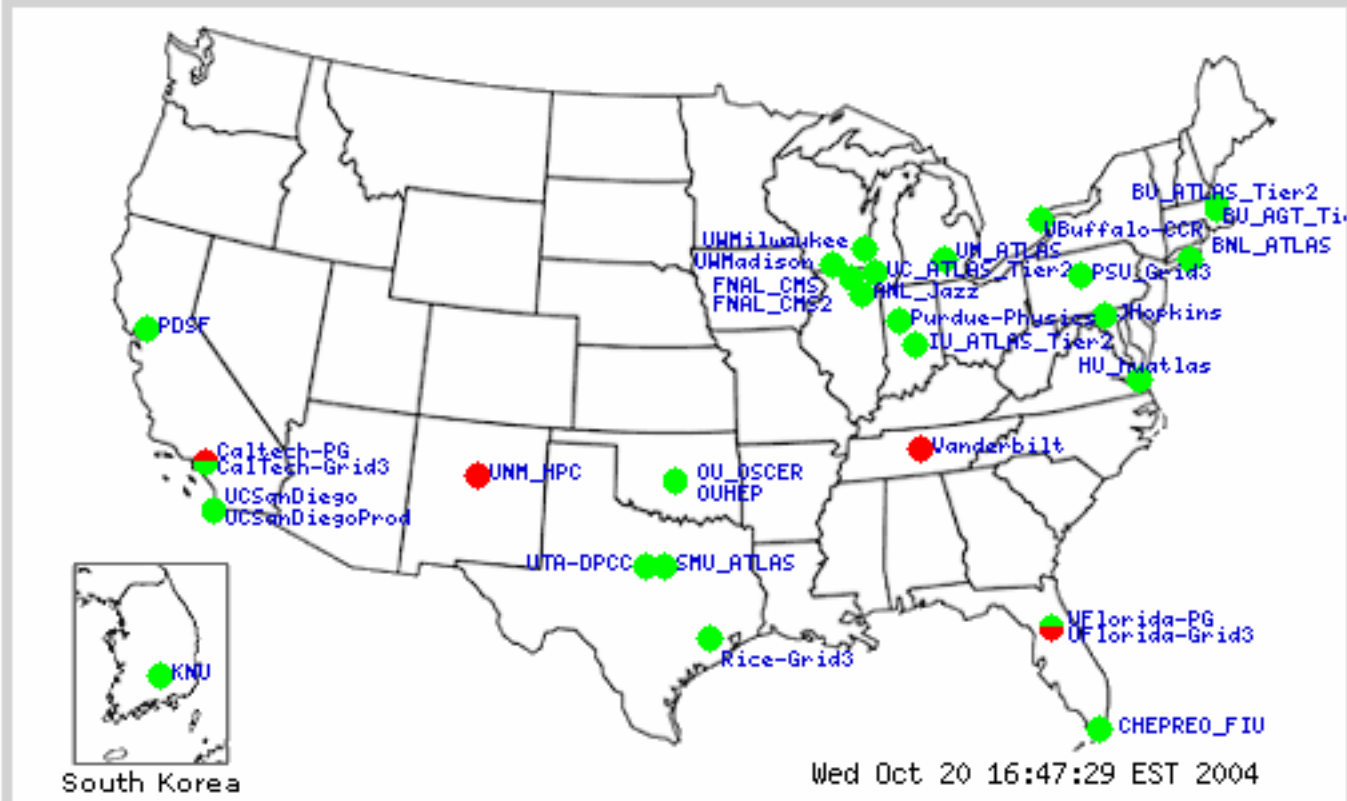 BU_ATLAS_Tier2
BU_AGT_Tie
UBuffalo-CCR
BNL_ATLAS
UWMilwaukee
UM_ATLAS
UWMadison
UC_ATLAS_Tier2
PSU_Grid3
FNAL_CMS
ANL_Jazz
FNAL_CMS2
JHopkins
Purdue-Physics
PDSF
IU_ATLAS_Tier2
HU_huatlas
Vanderbilt
Caltech-PG
CalTech-Grid3
UNM_HPC
OU_OSCER
OUHEP
UCSanDiego
UCSanDiegoProd
UTA-DPCC
SMU_ATLAS
UFlorida-PG
UFlorida-Grid3
Rice-Grid3
KNU
CHEPREO_FIU
South Korea
Wed Oct 20 16:47:29 EST 2004